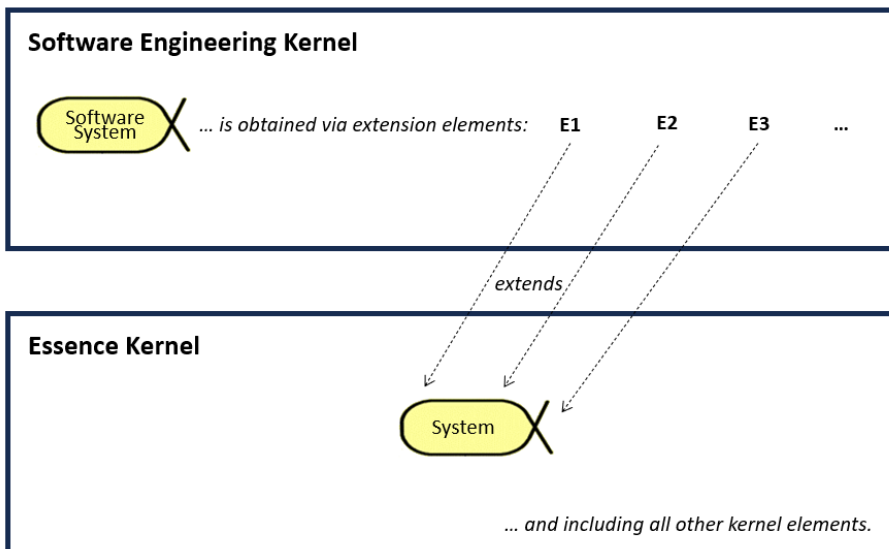 Software Engineering Kernel
Software
System
... is obtained via extension elements: E1 E2 E3 ...
extends
Essence Kernel
System
... and including all other kernel elements.